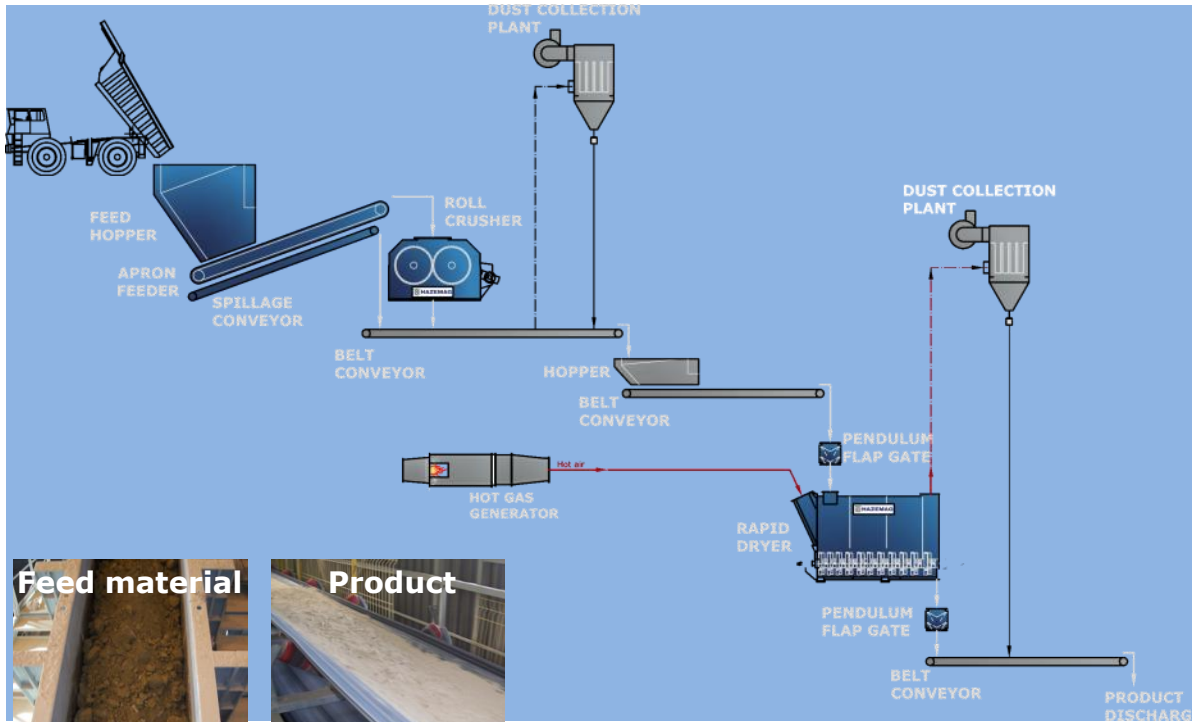 DUST COLLECTION
PLANT
DUST COLLECTION
PLANT
FEED
HOPPER
ROLL
CRUSHER
APRON
FEEDER
SPILLAGE
CONVEYOR
HAZEMAG
BELT
CONVEYOR
HOPPER
BELT
CONVEYOR
PENDULUM
FLAP GATE
Hot air
HOT GAS
GENERATOR
HAZEMAG
RAPID
DRYER
Feed material
Product
PENDULUM
FLAP GATE
BELT
CONVEYOR
PRODUCT
DISCHARG